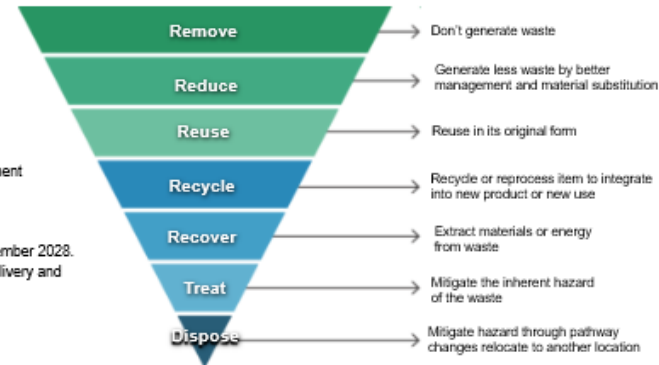 Remove
Don't generate waste
Reduce
Generate less waste by better
management and material substitution
Reuse
Reuse in its original form
Recycle
Recycle or reprocess item to integrate
into new product or new use
Recover
Extract materials or energy
from waste
Treat
Mitigate the inherent hazard
of the waste
Dispose
Mitigate hazard through pathway
changes relocate to another location
2028.
and